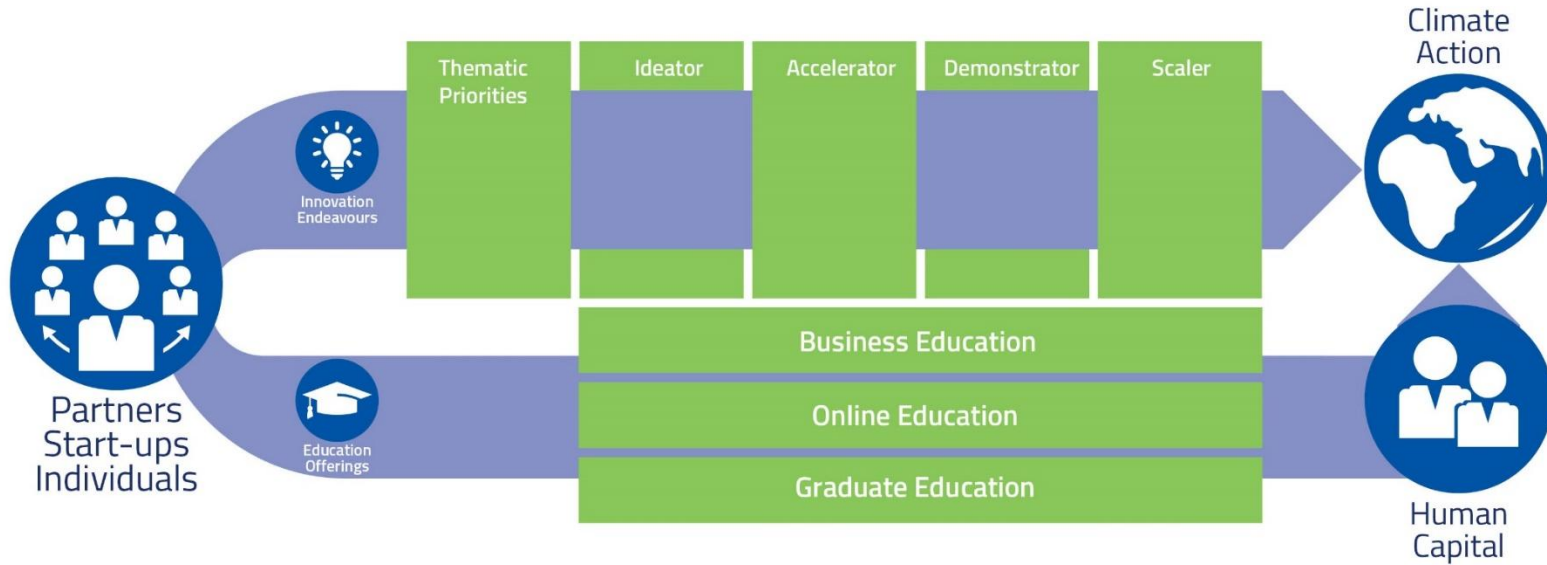 Climate
Action
Thematic
Priorities
Ideator
Accelerator
Demonstrator
Scaler
Innovation
Endeavours
Partners
Start-ups
Individuals
Business Education
Online Education
Graduate Education
Education
Offerings
Human
Capital